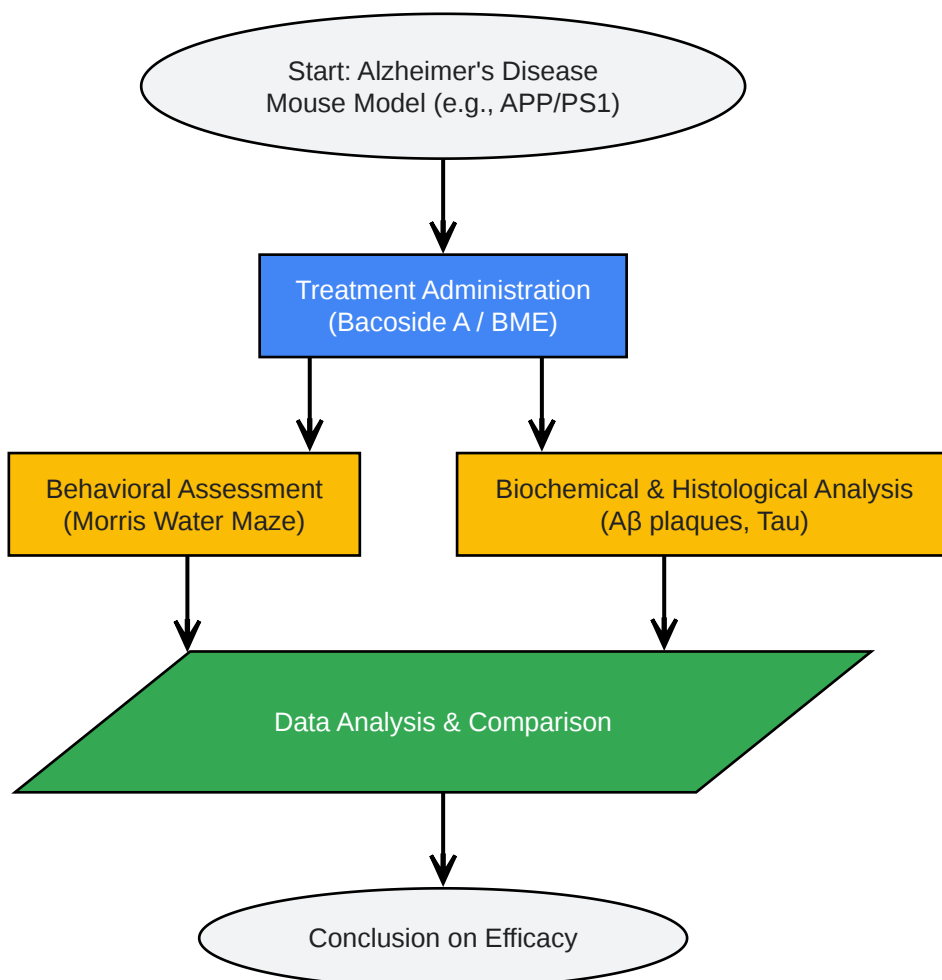 Start: Alzheimer's Disease
Mouse Model (e.g., APP/PS1)
Treatment Administration
(Bacoside A / BME)
Behavioral Assessment
(Morris Water Maze)
Biochemical & Histological Analysis
(Aβ plaques, Tau)
Data Analysis & Comparison
Conclusion on Efficacy